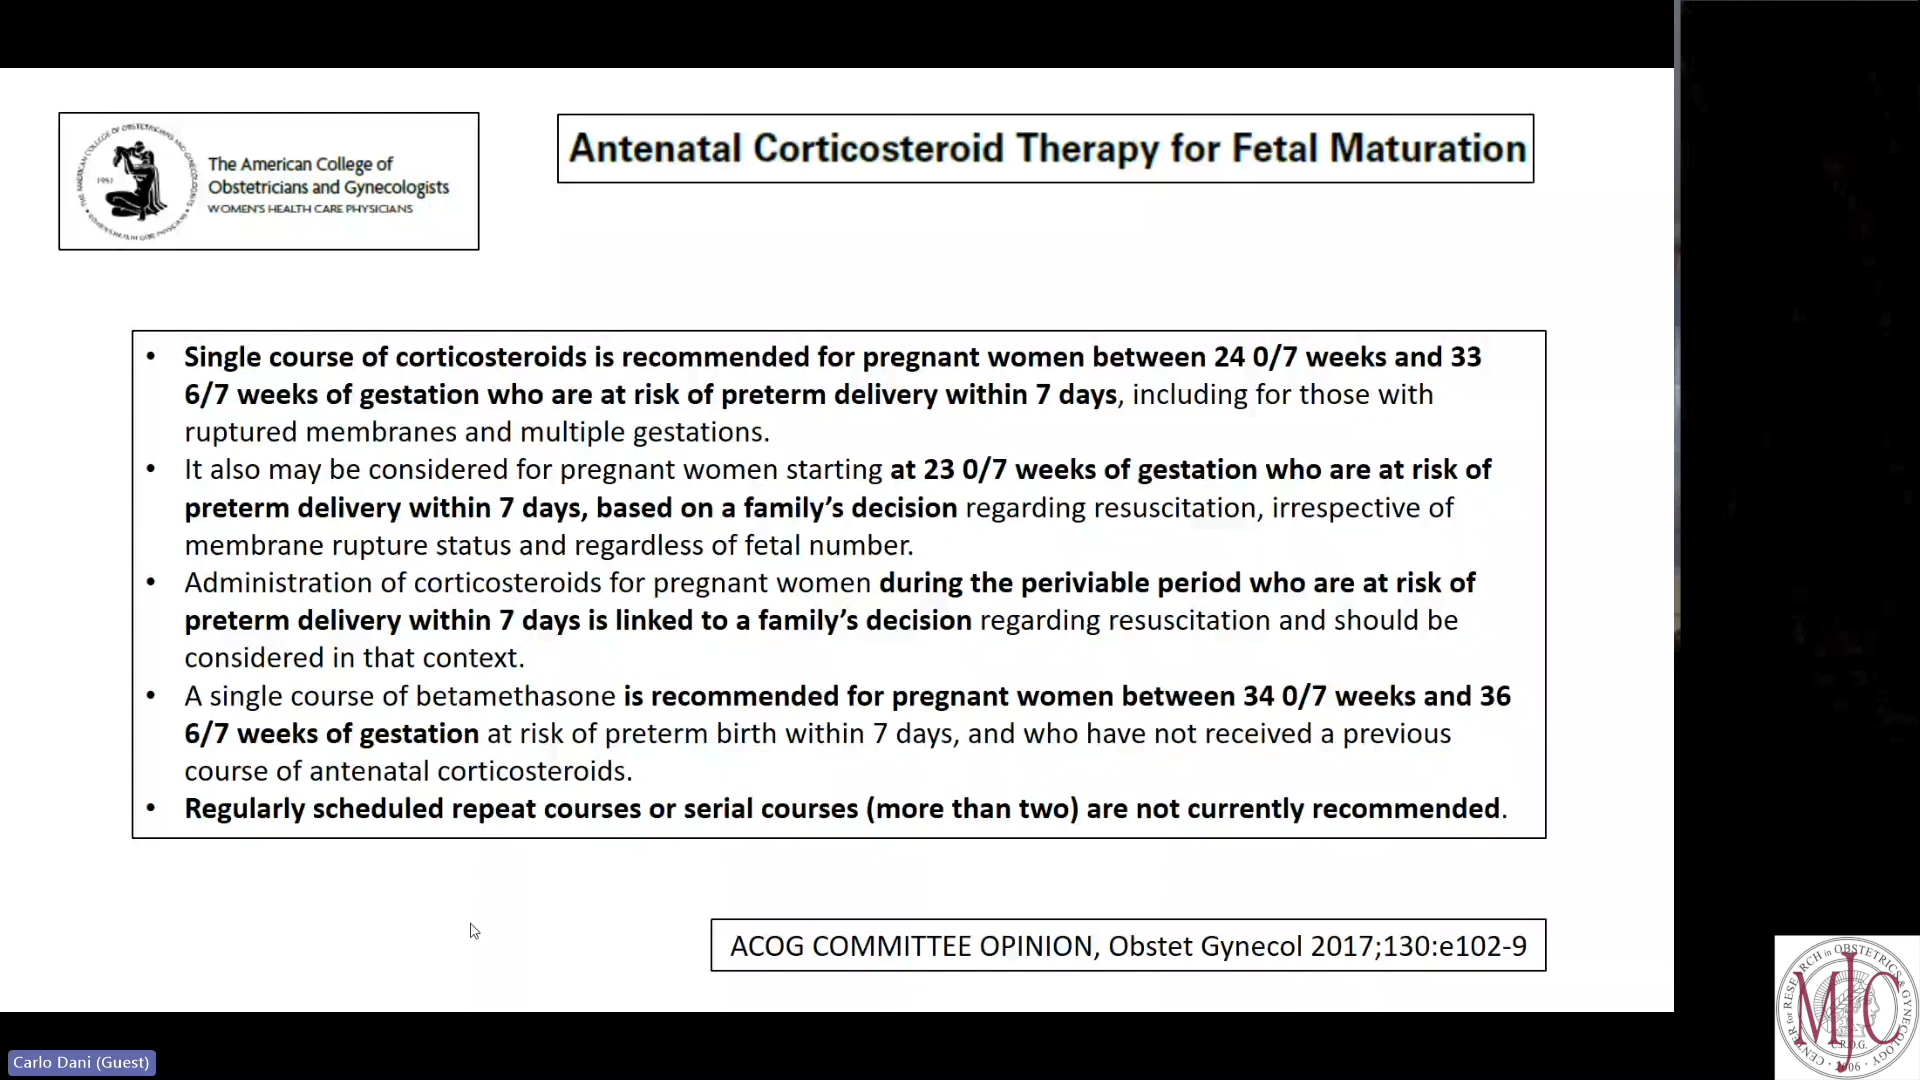 The American College of
Obstetricians and Gynecologists
WOMEN'S HEALTH CARE PHYSICIANS
Antenatal Corticosteroid Therapy for Fetal Maturation
• Single course of corticosteroids is recommended for pregnant women between 24 0/7 weeks and 33
6/7 weeks of gestation who are at risk of preterm delivery within 7 days, including for those with
ruptured membranes and multiple gestations.
• It also may be considered for pregnant women starting at 23 0/7 weeks of gestation who are at risk of
preterm delivery within 7 days, based on a family’s decision regarding resuscitation, irrespective of
membrane rupture status and regardless of fetal number.
• Administration of corticosteroids for pregnant women during the periviable period who are at risk of
preterm delivery within 7 days is linked to a family’s decision regarding resuscitation and should be
considered in that context.
• A single course of betamethasone is recommended for pregnant women between 34 0/7 weeks and 36
6/7 weeks of gestation at risk of preterm birth within 7 days, and who have not received a previous
course of antenatal corticosteroids.
• Regularly scheduled repeat courses or serial courses (more than two) are not currently recommended.
ACOG COMMITTEE OPINION, Obstet Gynecol 2017;130:e102-9
Carlo Dani (Guest)
CENTER for RESEARCH in OBSTETRICS & GYNECOLOGY
MJC
C.R.O.G.
2006